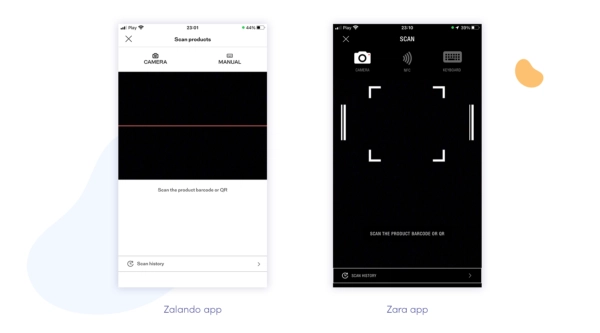 Play 23:01 44%
Scan products
CAMERA MANUAL
Scan the product barcode or QR
Scan history
Zalando app
Play 23:10 39%
SCAN
CAMERA NFC KEYBOARD
SCAN THE PRODUCT BARCODE OR QR
SCAN HISTORY
Zara app